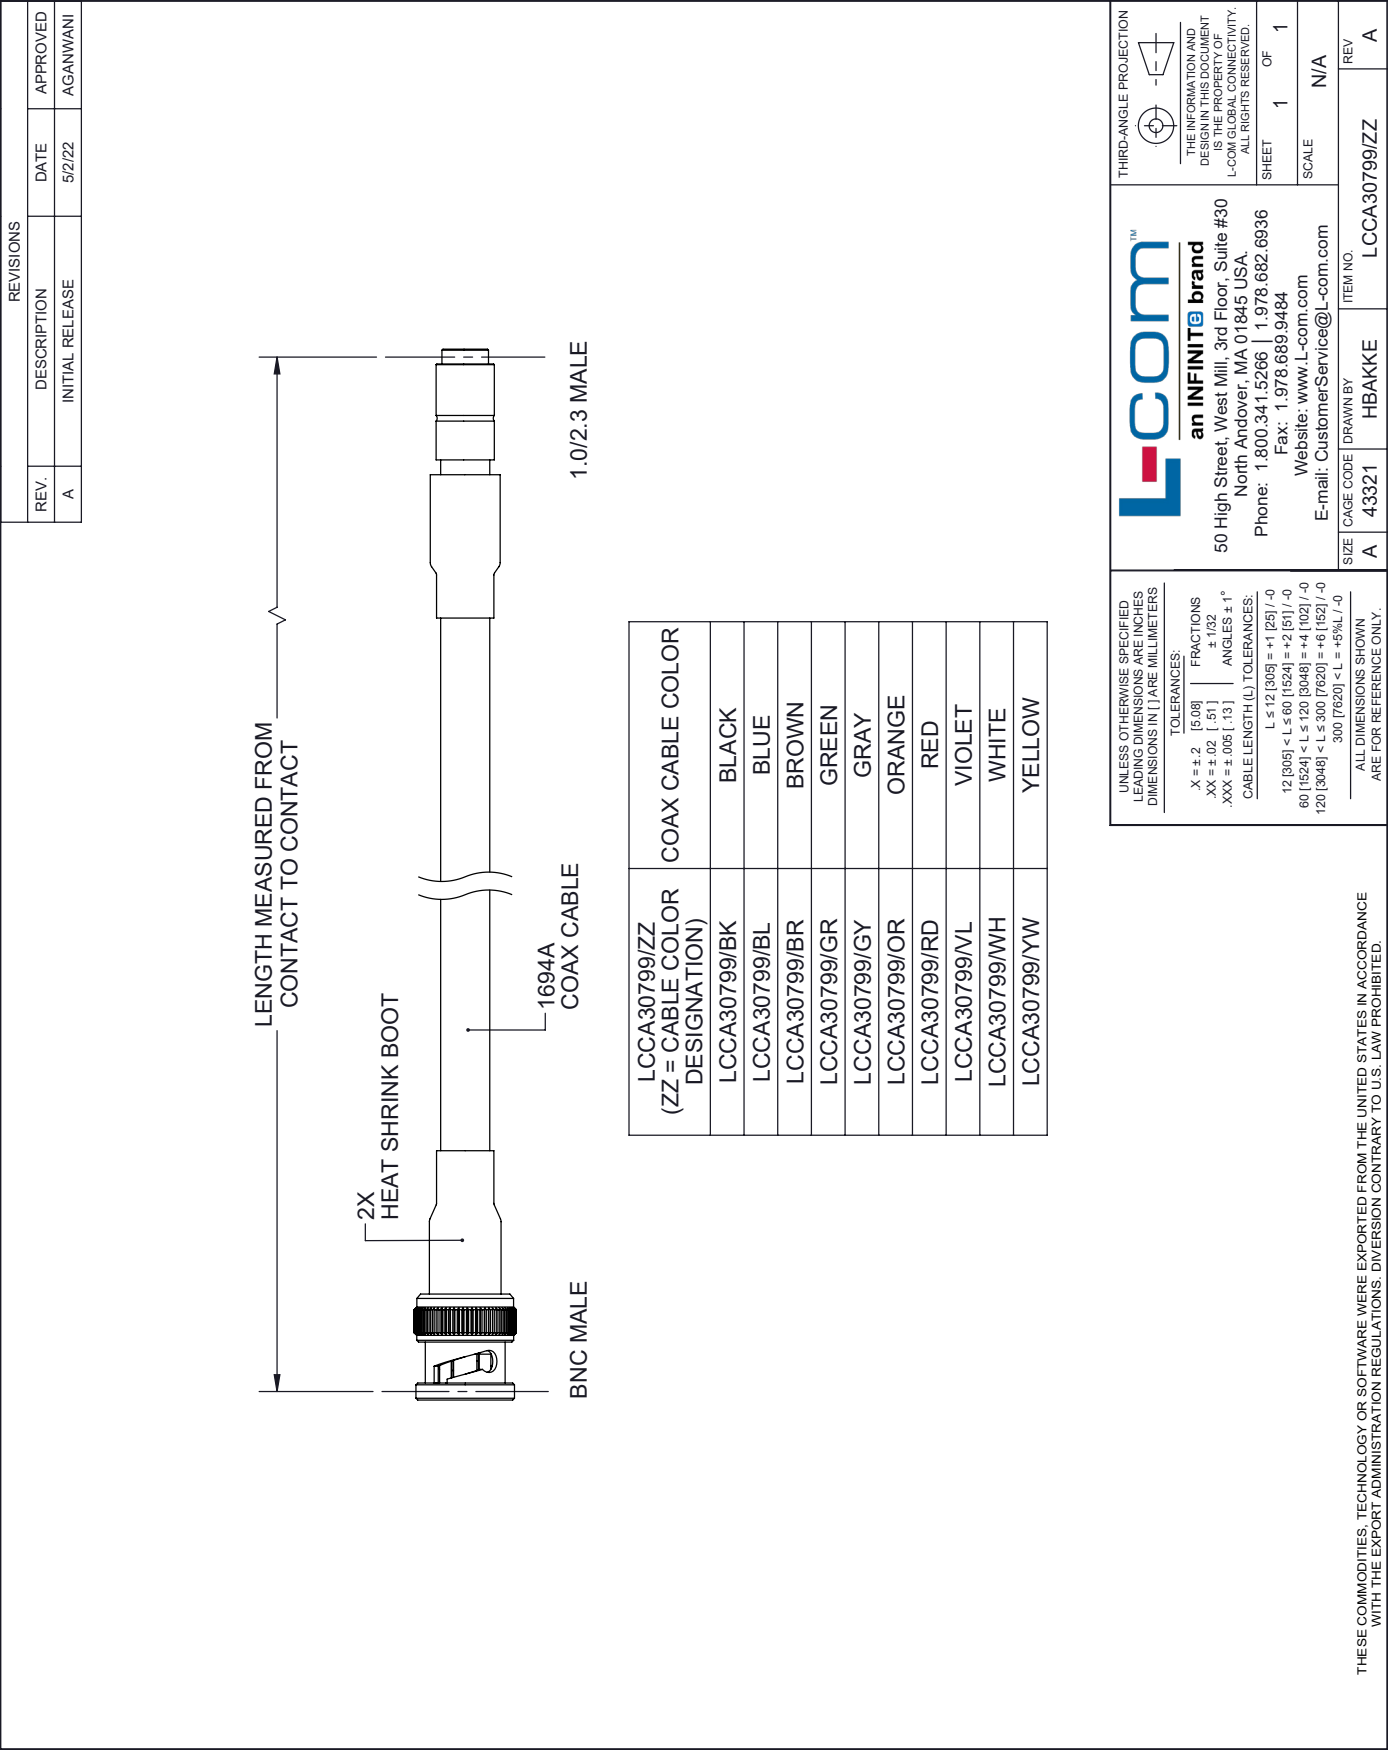 REVISIONS
REV. DESCRIPTION DATE APPROVED
A INITIAL RELEASE 5/2/22 AGANWANI
LENGTH MEASURED FROM
CONTACT TO CONTACT
2X
HEAT SHRINK BOOT
1694A
COAX CABLE
BNC MALE
1.0/2.3 MALE
LCCA30799/ZZ
(ZZ = CABLE COLOR
DESIGNATION)
COAX CABLE COLOR
LCCA30799/BK BLACK
LCCA30799/BL BLUE
LCCA30799/BR BROWN
LCCA30799/GR GREEN
LCCA30799/GY GRAY
LCCA30799/OR ORANGE
LCCA30799/RD RED
LCCA30799/VL VIOLET
LCCA30799/WH WHITE
LCCA30799/YW YELLOW
UNLESS OTHERWISE SPECIFIED
LEADING DIMENSIONS ARE INCHES
DIMENSIONS IN [ ] ARE MILLIMETERS
TOLERANCES:
.X = ± .2 [5.08] FRACTIONS
.XX = ± .02 [ .51] ± 1/32
.XXX = ± .005 [ .13 ] ANGLES ± 1°
CABLE LENGTH (L) TOLERANCES:
L ≤ 12 [305] = +1 [25] / -0
12 [305] < L ≤ 60 [1524] = +2 [51] / -0
60 [1524] < L ≤ 120 [3048] = +4 [102] / -0
120 [3048] < L ≤ 300 [7620] = +6 [152] / -0
300 [7620] < L = +5%L / -0
ALL DIMENSIONS SHOWN
ARE FOR REFERENCE ONLY.
L-com™
an INFINITe brand
50 High Street, West Mill, 3rd Floor, Suite #30
North Andover, MA 01845 USA.
Phone: 1.800.341.5266 | 1.978.682.6936
Fax: 1.978.689.9484
Website: www.L-com.com
E-mail: CustomerService@L-com.com
THIRD-ANGLE PROJECTION
THE INFORMATION AND
DESIGN IN THIS DOCUMENT
IS THE PROPERTY OF
L-COM GLOBAL CONNECTIVITY.
ALL RIGHTS RESERVED.
SHEET 1 OF 1
SCALE N/A
SIZE A
CAGE CODE 43321
DRAWN BY HBAKKE
ITEM NO. LCCA30799/ZZ
REV A
THESE COMMODITIES, TECHNOLOGY OR SOFTWARE WERE EXPORTED FROM THE UNITED STATES IN ACCORDANCE
WITH THE EXPORT ADMINISTRATION REGULATIONS. DIVERSION CONTRARY TO U.S. LAW PROHIBITED.